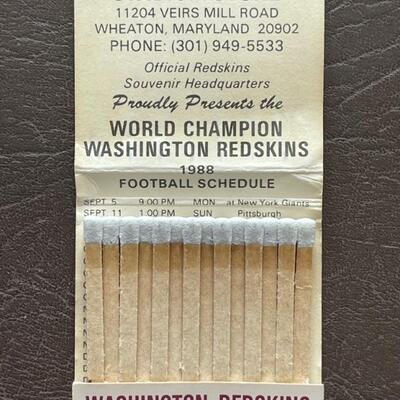 11204 VEIRS MILL ROAD
WHEATON, MARYLAND 20902
PHONE: (301) 949-5533
Official Redskins
Souvenir Headquarters
Proudly Presents the
WORLD CHAMPION
WASHINGTON REDSKINS
1988
FOOTBALL SCHEDULE
SEPT. 5 9:00 PM MON at New York Giants
SEPT. 11 1:00 PM SUN Pittsburgh
WASHINGTON REDSKINS